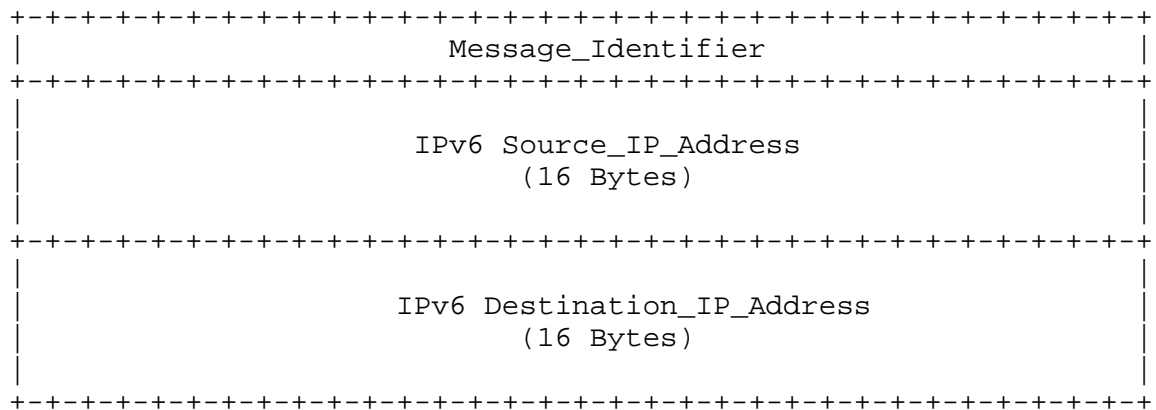 +-+-+-+-+-+-+-+-+-+-+-+-+-+-+-+-+-+-+-+-+-+-+-+-+-+-+-+-+-+-+-+-+
|                        Message_Identifier                     |
+-+-+-+-+-+-+-+-+-+-+-+-+-+-+-+-+-+-+-+-+-+-+-+-+-+-+-+-+-+-+-+-+
|                                                               |
|                      IPv6 Source_IP_Address                   |
|                            (16 Bytes)                         |
|                                                               |
+-+-+-+-+-+-+-+-+-+-+-+-+-+-+-+-+-+-+-+-+-+-+-+-+-+-+-+-+-+-+-+-+
|                                                               |
|                     IPv6 Destination_IP_Address               |
|                            (16 Bytes)                         |
|                                                               |
+-+-+-+-+-+-+-+-+-+-+-+-+-+-+-+-+-+-+-+-+-+-+-+-+-+-+-+-+-+-+-+-+